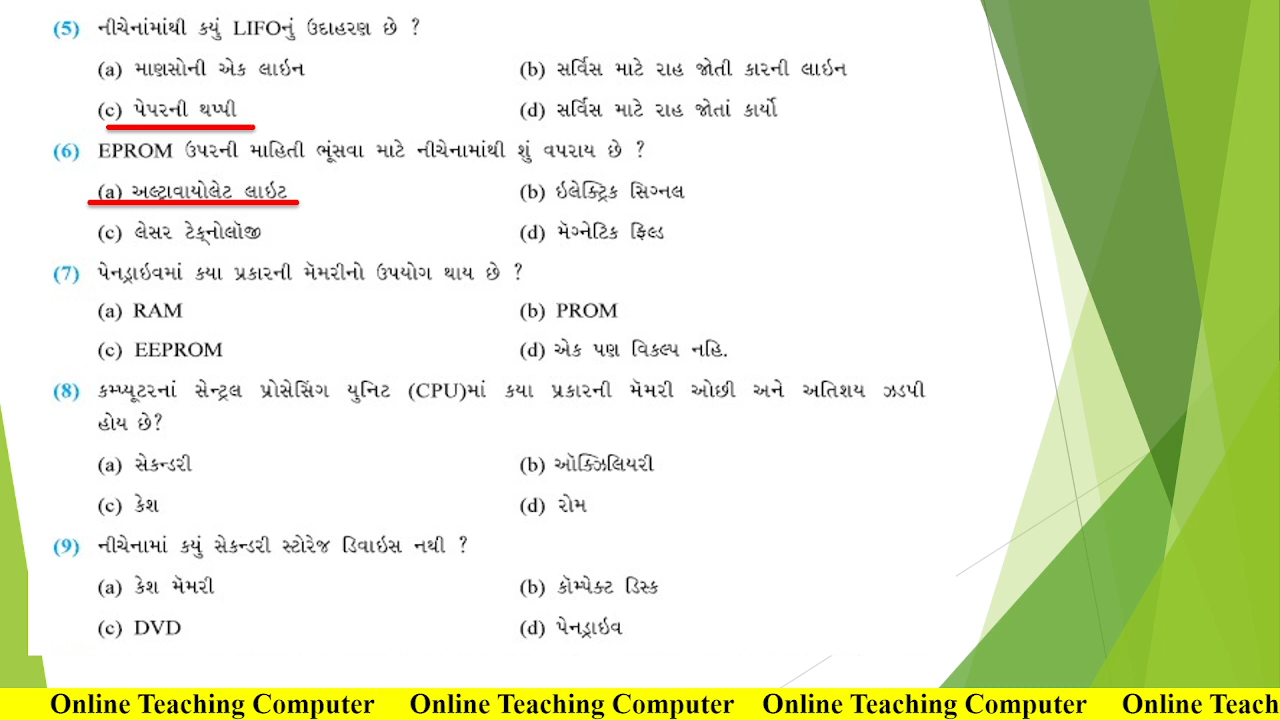 (5) નીચેનાંમાંથી કયું LIFOનું ઉદાહરણ છે ?
(a) માણસોની એક લાઇન (b) સર્વિસ માટે રાહ જોતી કારની લાઇન
(c) પેપરની થપ્પી (d) સર્વિસ માટે રાહ જોતાં કાર્યો
(6) EPROM ઉપરની માહિતી ભૂંસવા માટે નીચેનામાંથી શું વપરાય છે ?
(a) અલ્ટ્રાવાયોલેટ લાઇટ (b) ઇલેક્ટ્રિક સિગ્નલ
(c) લેસર ટેક્નોલૉજી (d) મૅગ્નેટિક ફિલ્ડ
(7) પેનડ્રાઇવમાં કયા પ્રકારની મૅમરીનો ઉપયોગ થાય છે ?
(a) RAM (b) PROM
(c) EEPROM (d) એક પણ વિકલ્પ નહિ.
(8) કમ્પ્યૂટરનાં સેન્ટ્રલ પ્રોસેસિંગ યુનિટ (CPU)માં કયા પ્રકારની મૅમરી ઓછી અને અતિશય ઝડપી
હોય છે?
(a) સેકન્ડરી (b) ઑક્ઝિલિયરી
(c) કેશ (d) રોમ
(9) નીચેનામાં કયું સેકન્ડરી સ્ટોરેજ ડિવાઇસ નથી ?
(a) કેશ મૅમરી (b) કૉમ્પેક્ટ ડિસ્ક
(c) DVD (d) પેનડ્રાઇવ
Online Teaching Computer Online Teaching Computer Online Teaching Computer Online Teach